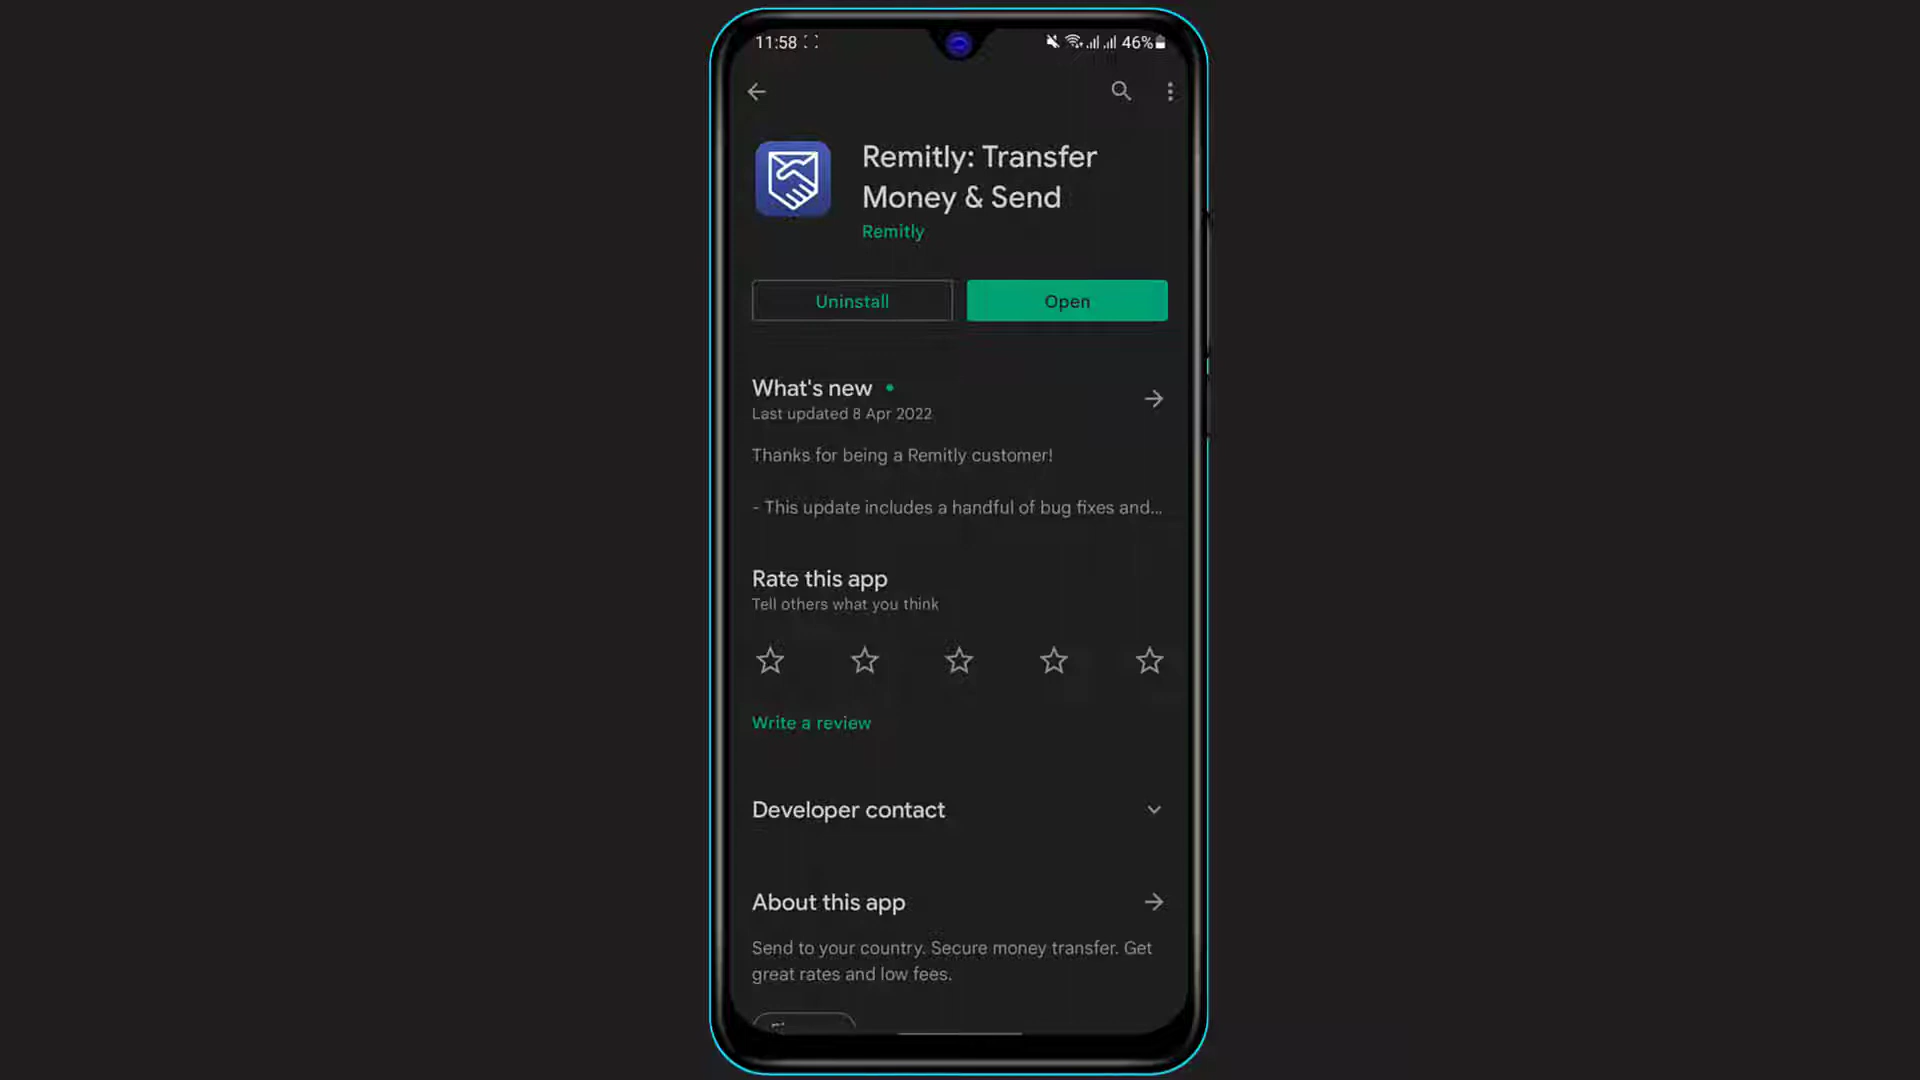 11:58
46%
Remitly: Transfer
Money & Send
Remitly
Uninstall
Open
What's new
Last updated 8 Apr 2022
Thanks for being a Remitly customer!
- This update includes a handful of bug fixes and...
Rate this app
Tell others what you think
Write a review
Developer contact
About this app
Send to your country. Secure money transfer. Get
great rates and low fees.